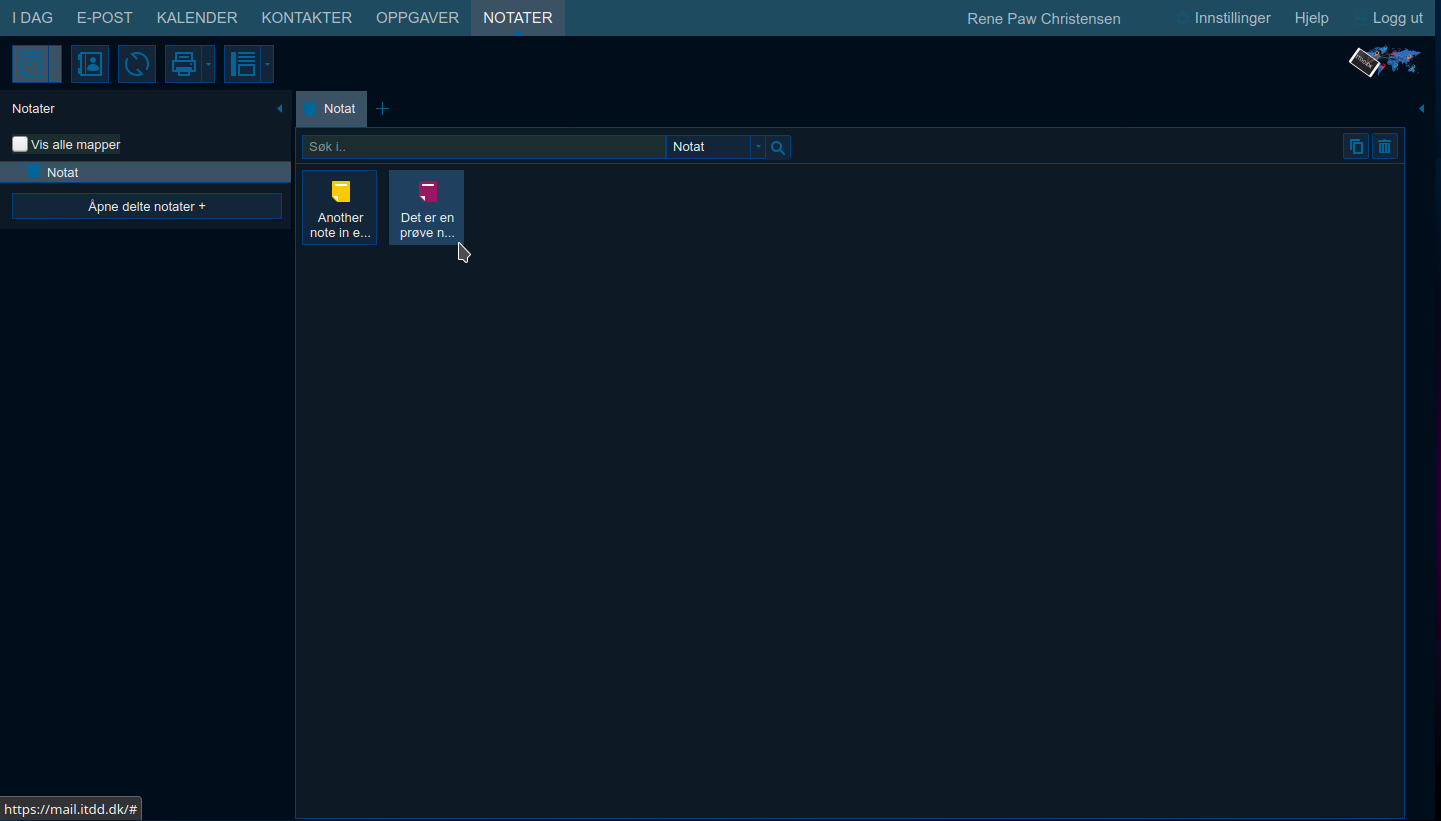 I DAG E-POST KALENDER KONTAKTER OPPGAVER NOTATER Rene Paw Christensen Innstillinger Hjelp Logg ut
Notater
Notat
Vis alle mapper
Søk i..
Notat
Notat
Åpne delte notater +
Another
note in e...
Det er en
prøve n...
https://mail.itdd.dk/#